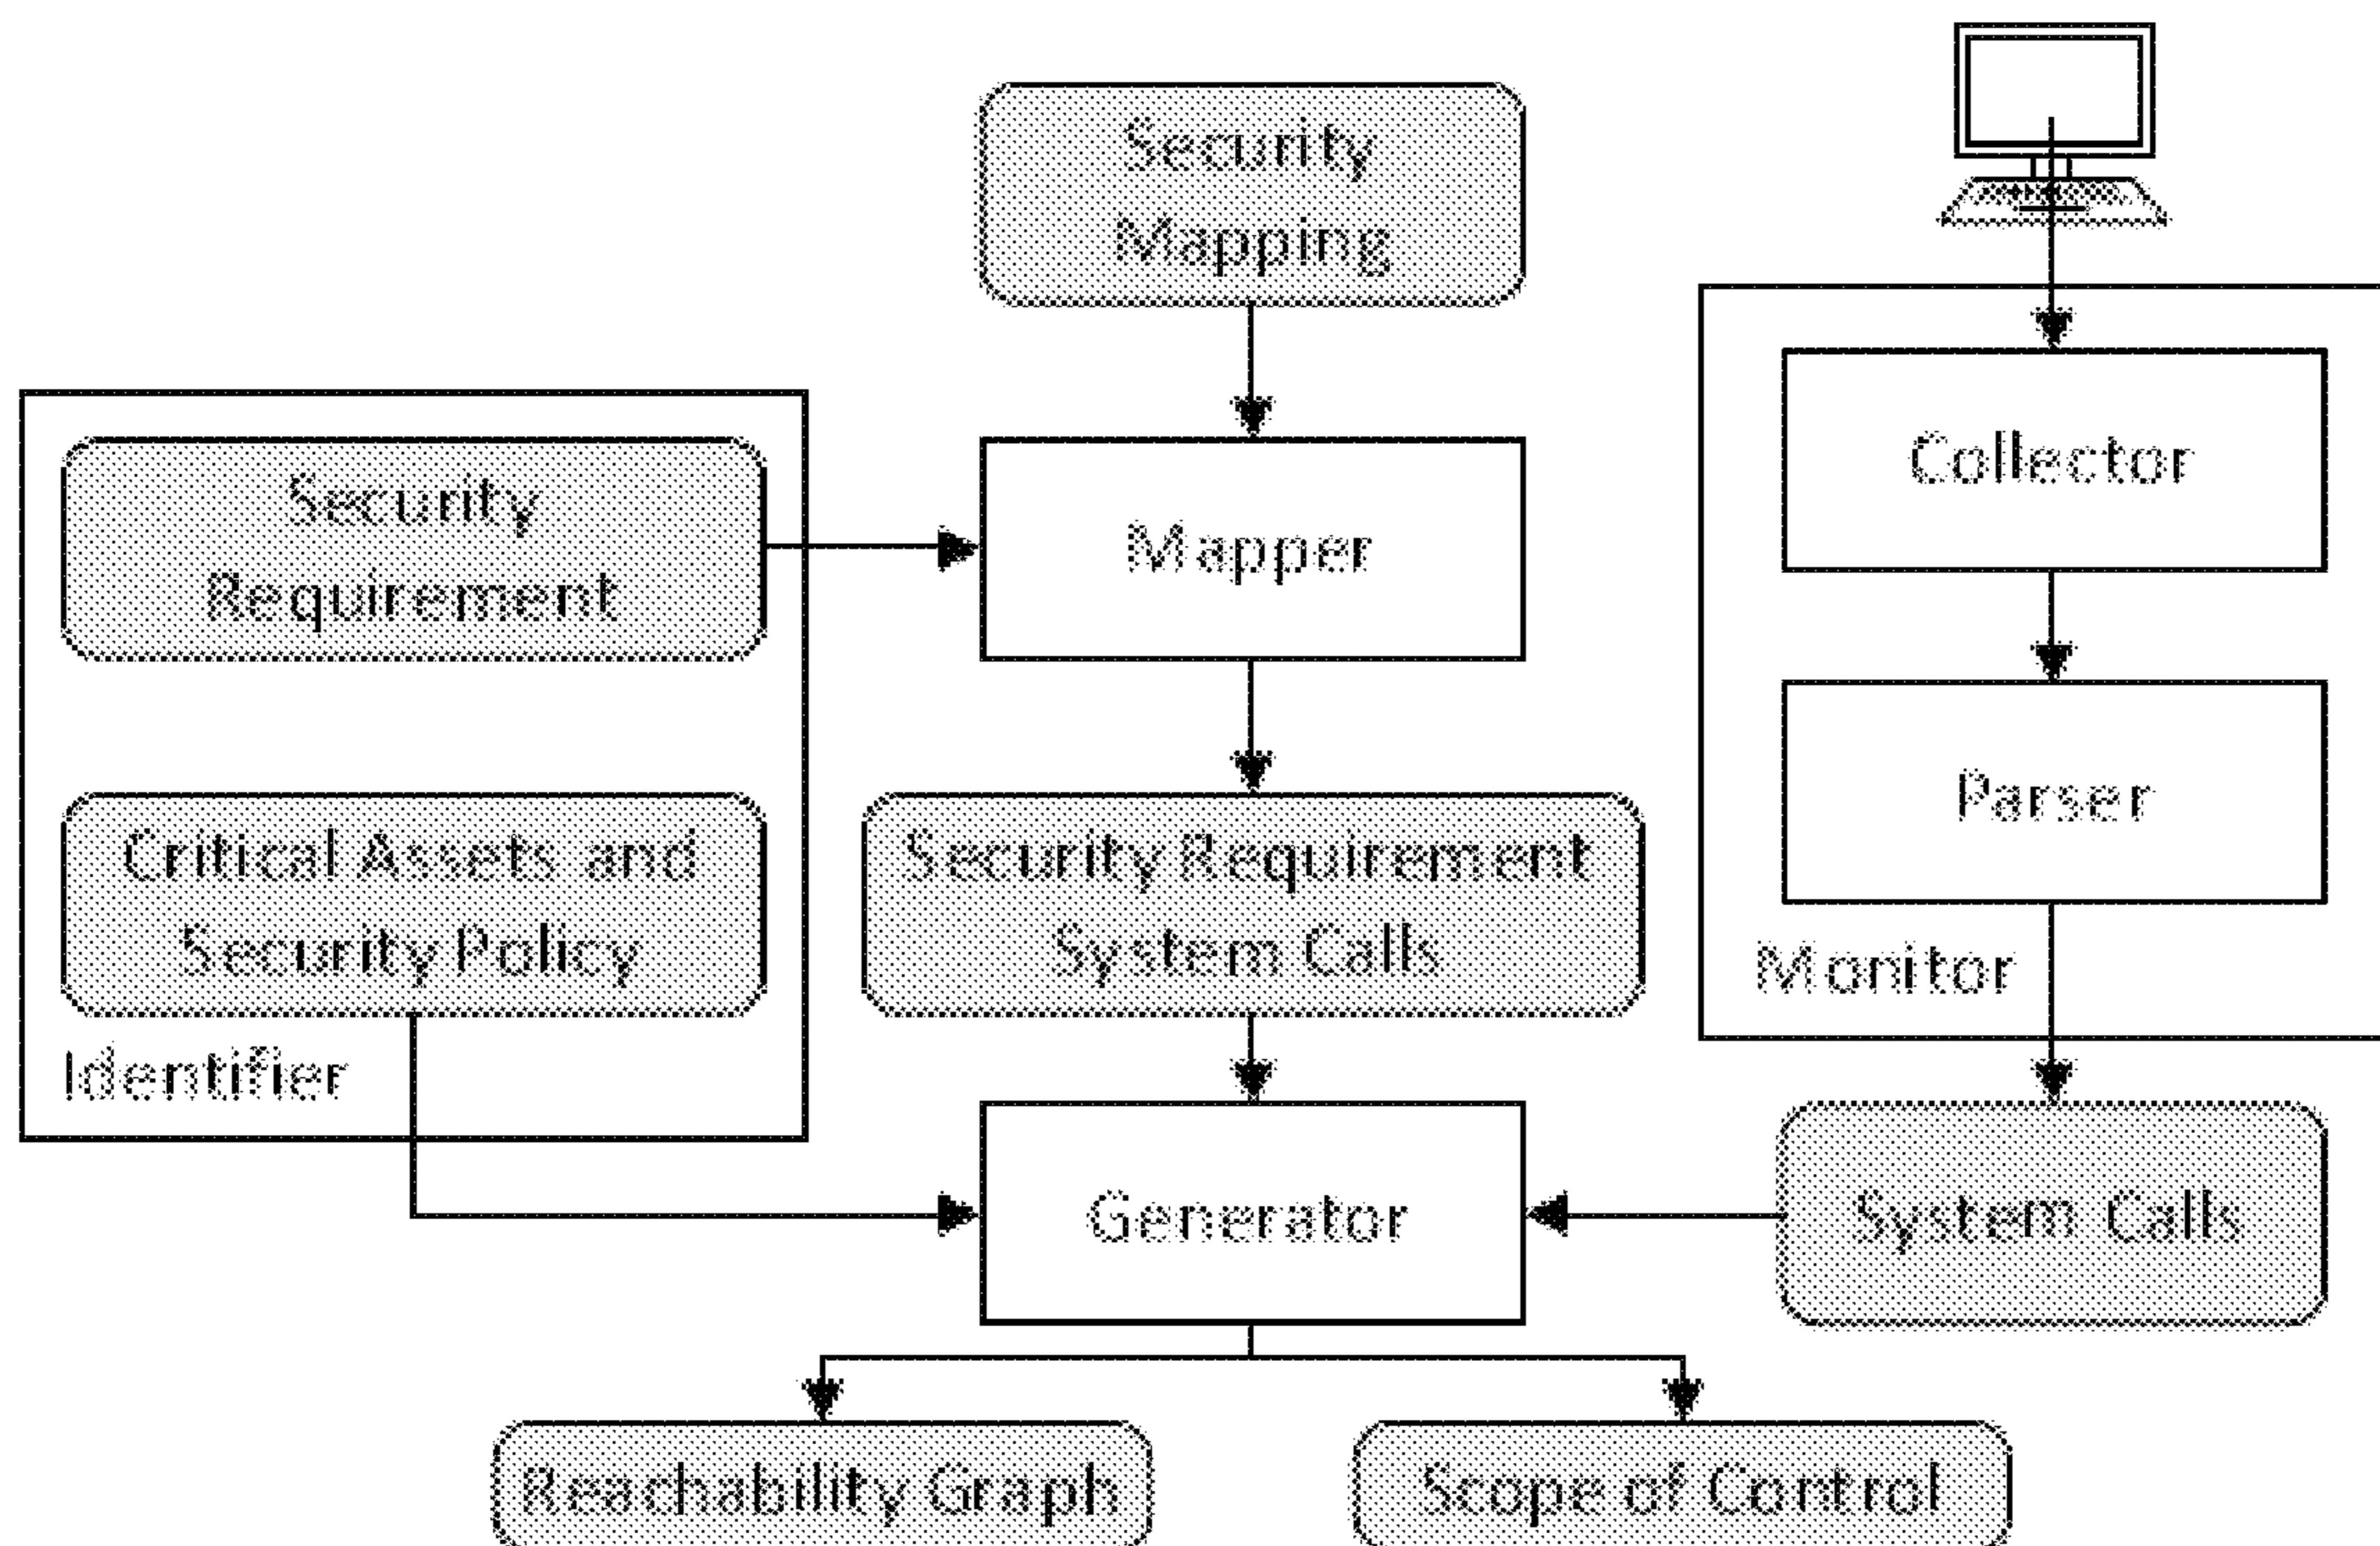 Security
Mapping
Collector
Security
Requirement
Mapper
Parser
Critical Assets and
Security Policy
Security Requirement
System Calls
Monitor
Identifier
Generator
System Calls
Reachability Graph
Scope of Control